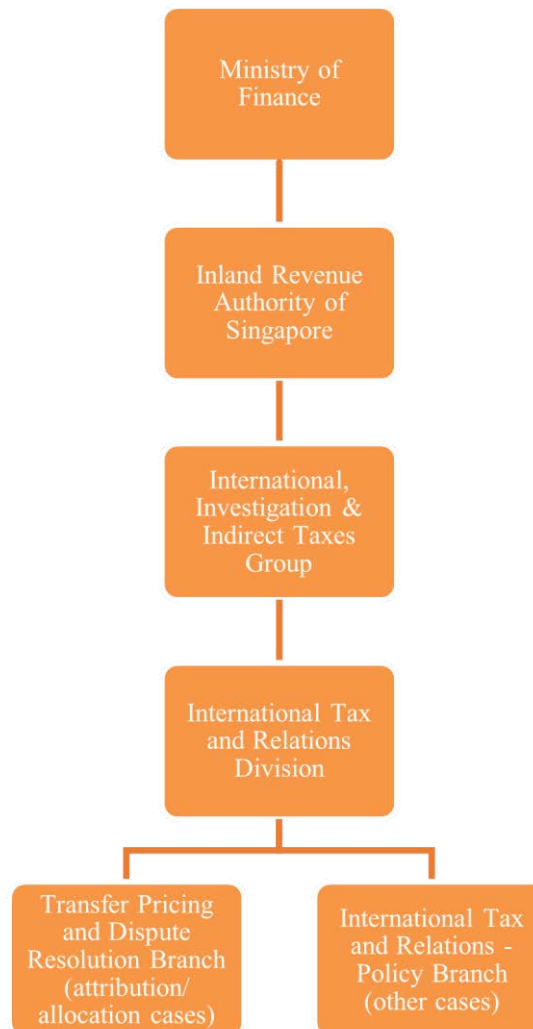 Ministry of
Finance
Inland Revenue
Authority of
Singapore
International,
Investigation &
Indirect Taxes
Group
International Tax
and Relations
Division
Transfer Pricing
and Dispute
Resolution Branch
(attribution/
allocation cases)
International Tax
and Relations -
Policy Branch
(other cases)